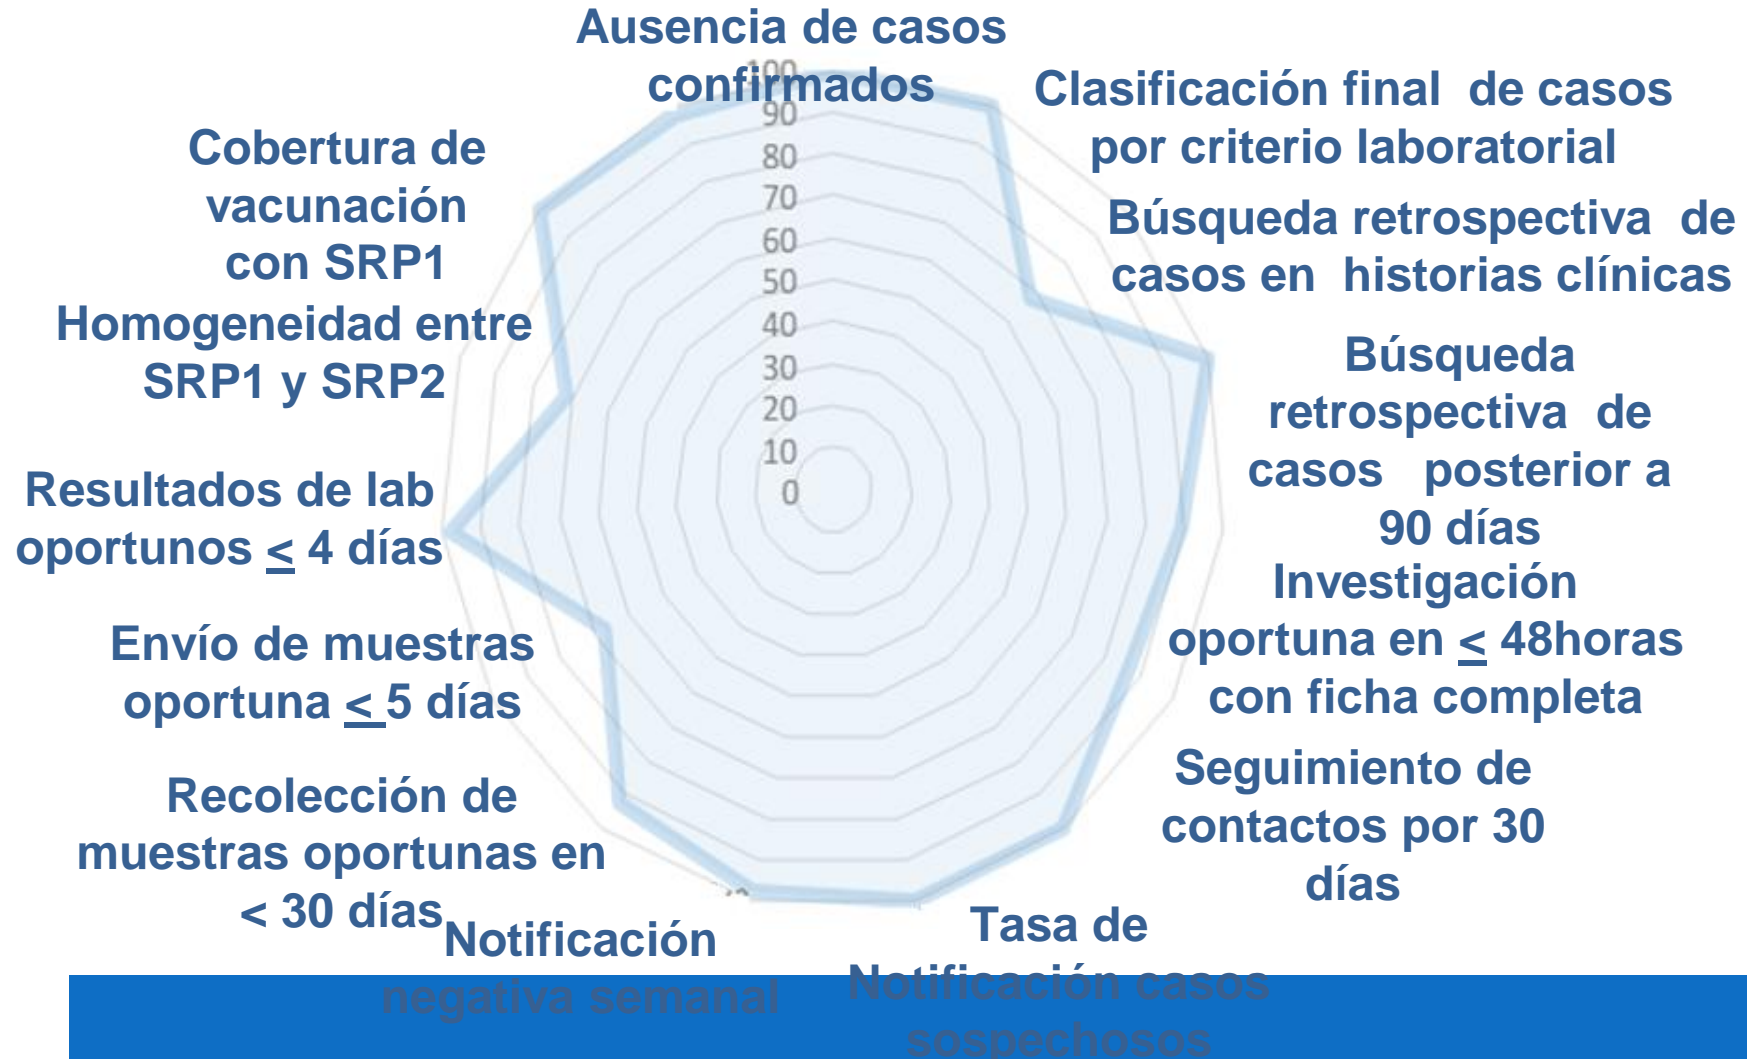 Ausencia de casos
confirmados
Clasificación final de casos
por criterio laboratorial
Búsqueda retrospectiva de
casos en historias clínicas
Búsqueda
retrospectiva de
casos posterior a
90 días
Investigación
oportuna en ≤ 48horas
con ficha completa
Seguimiento de
contactos por 30
días
Tasa de
Notificación casos
sospechosos
Notificación
negativa semanal
Recolección de
muestras oportunas en
< 30 días
Envío de muestras
oportuna ≤ 5 días
Resultados de lab
oportunos ≤ 4 días
Homogeneidad entre
SRP1 y SRP2
Cobertura de
vacunación
con SRP1
100
90
80
70
60
50
40
30
20
10
0